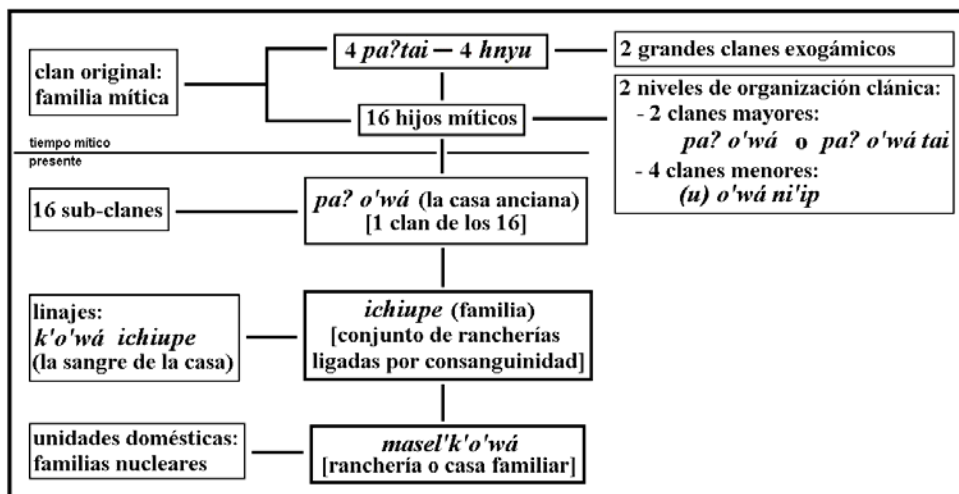 clan original:
familia mítica
4 pa?tai – 4 hnyu
2 grandes clanes exogámicos
16 hijos míticos
2 niveles de organización clánica:
- 2 clanes mayores:
pa? o'wá o pa? o'wá tai
- 4 clanes menores:
(u) o'wá ni'ip
tiempo mítico
presente
16 sub-clanes
pa? o'wá (la casa anciana)
[1 clan de los 16]
linajes:
k'o'wá ichiupe
(la sangre de la casa)
ichiupe (familia)
[conjunto de rancherías
ligadas por consanguinidad]
unidades domésticas:
familias nucleares
masel'k'o'wá
[ranchería o casa familiar]